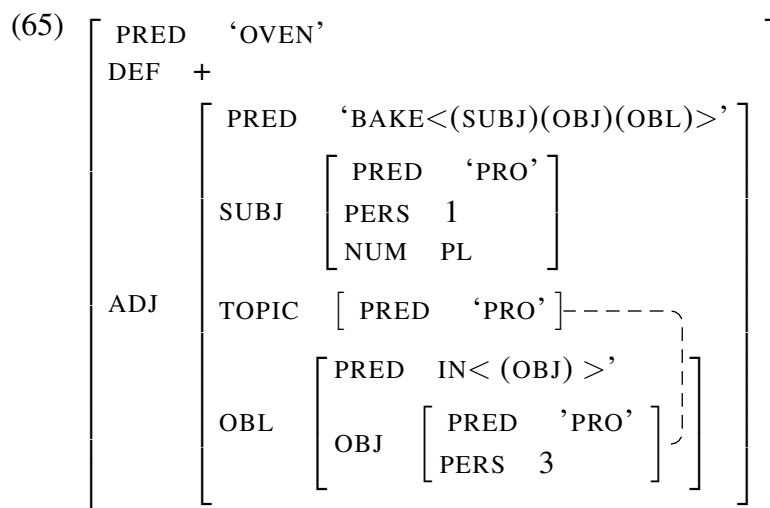 (65)
PRED ‘OVEN’
DEF +
PRED ‘BAKE<(SUBJ)(OBJ)(OBL)>’
PRED ‘PRO’
SUBJ PERS 1
NUM PL
ADJ TOPIC [ PRED ‘PRO’ ]
PRED IN< (OBJ) >’
OBL OBJ PRED ’PRO’
PERS 3